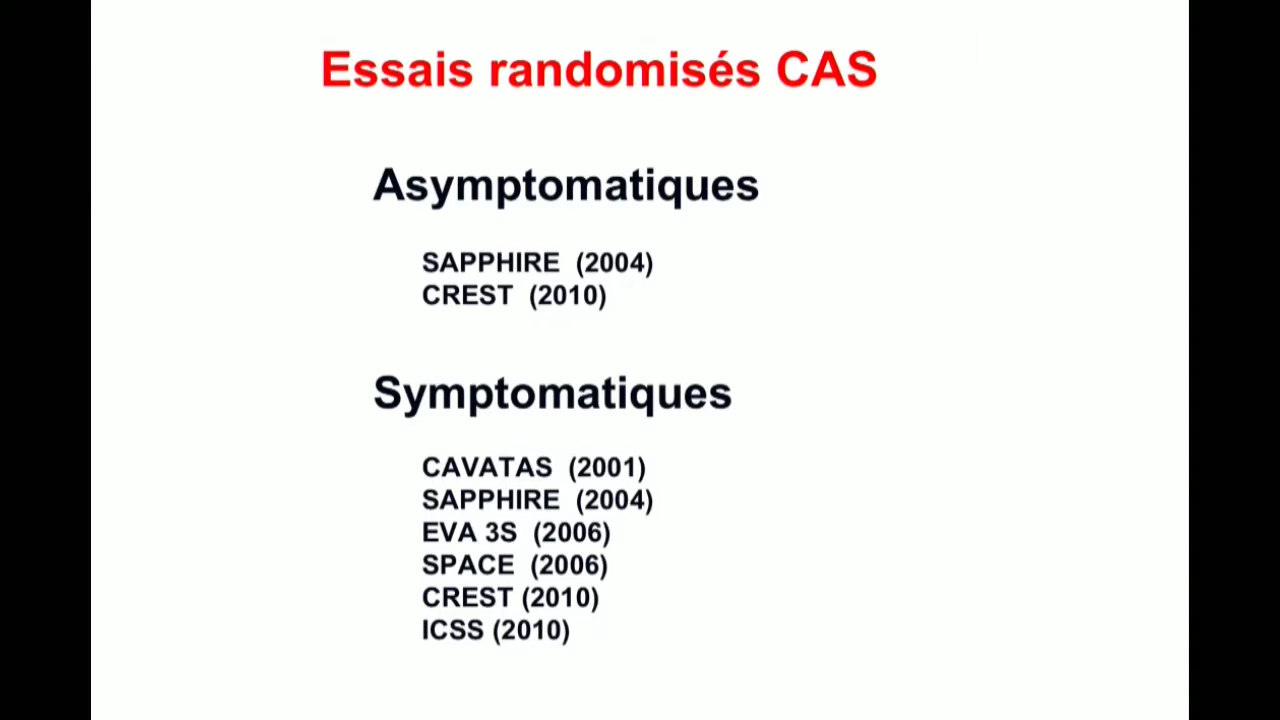 Essais randomisés CAS
Asymptomatiques
SAPPHIRE (2004)
CREST (2010)
Symptomatiques
CAVATAS (2001)
SAPPHIRE (2004)
EVA 3S (2006)
SPACE (2006)
CREST (2010)
ICSS (2010)